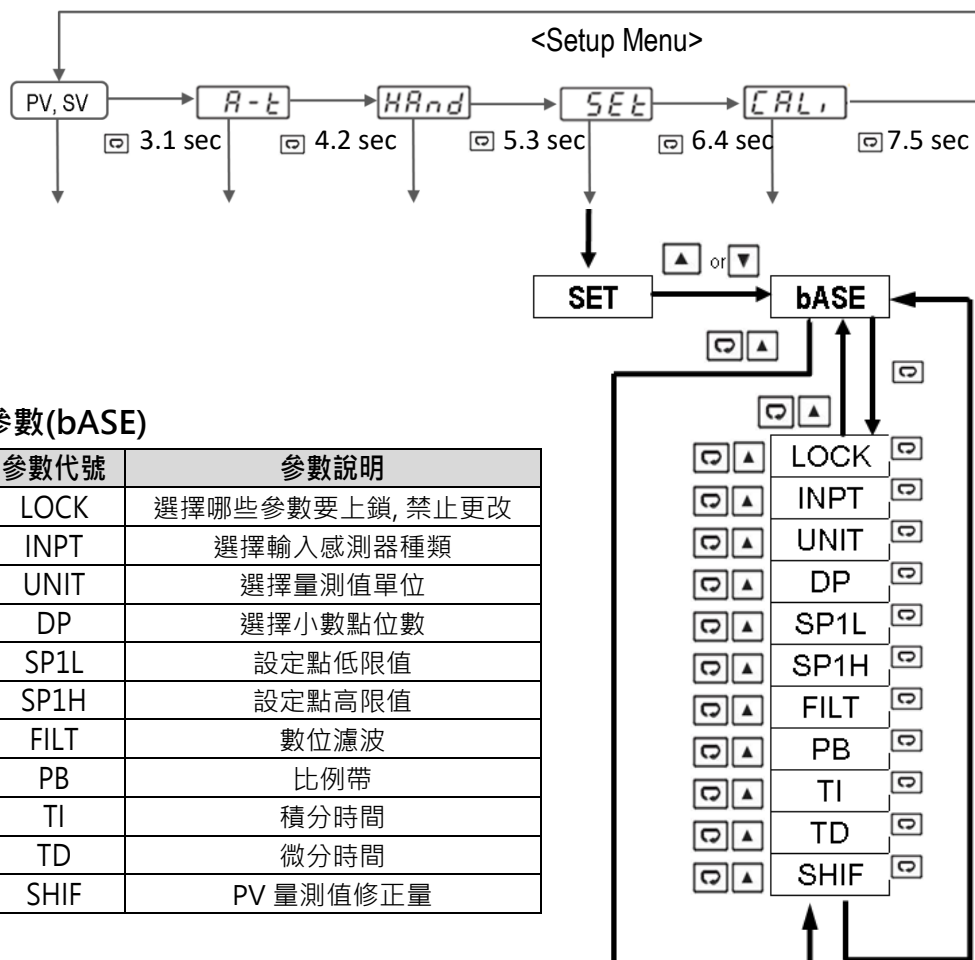 <Setup Menu>
PV, SV
A-t
HAnd
SEt
CALi
3.1 sec
4.2 sec
5.3 sec
6.4 sec
7.5 sec
or
SET
bASE
參數(bASE)
參數代號 參數說明
LOCK 選擇哪些參數要上鎖, 禁止更改
INPT 選擇輸入感測器種類
UNIT 選擇量測值單位
DP 選擇小數點位數
SP1L 設定點低限值
SP1H 設定點高限值
FILT 數位濾波
PB 比例帶
TI 積分時間
TD 微分時間
SHIF PV 量測值修正量
LOCK
INPT
UNIT
DP
SP1L
SP1H
FILT
PB
TI
TD
SHIF